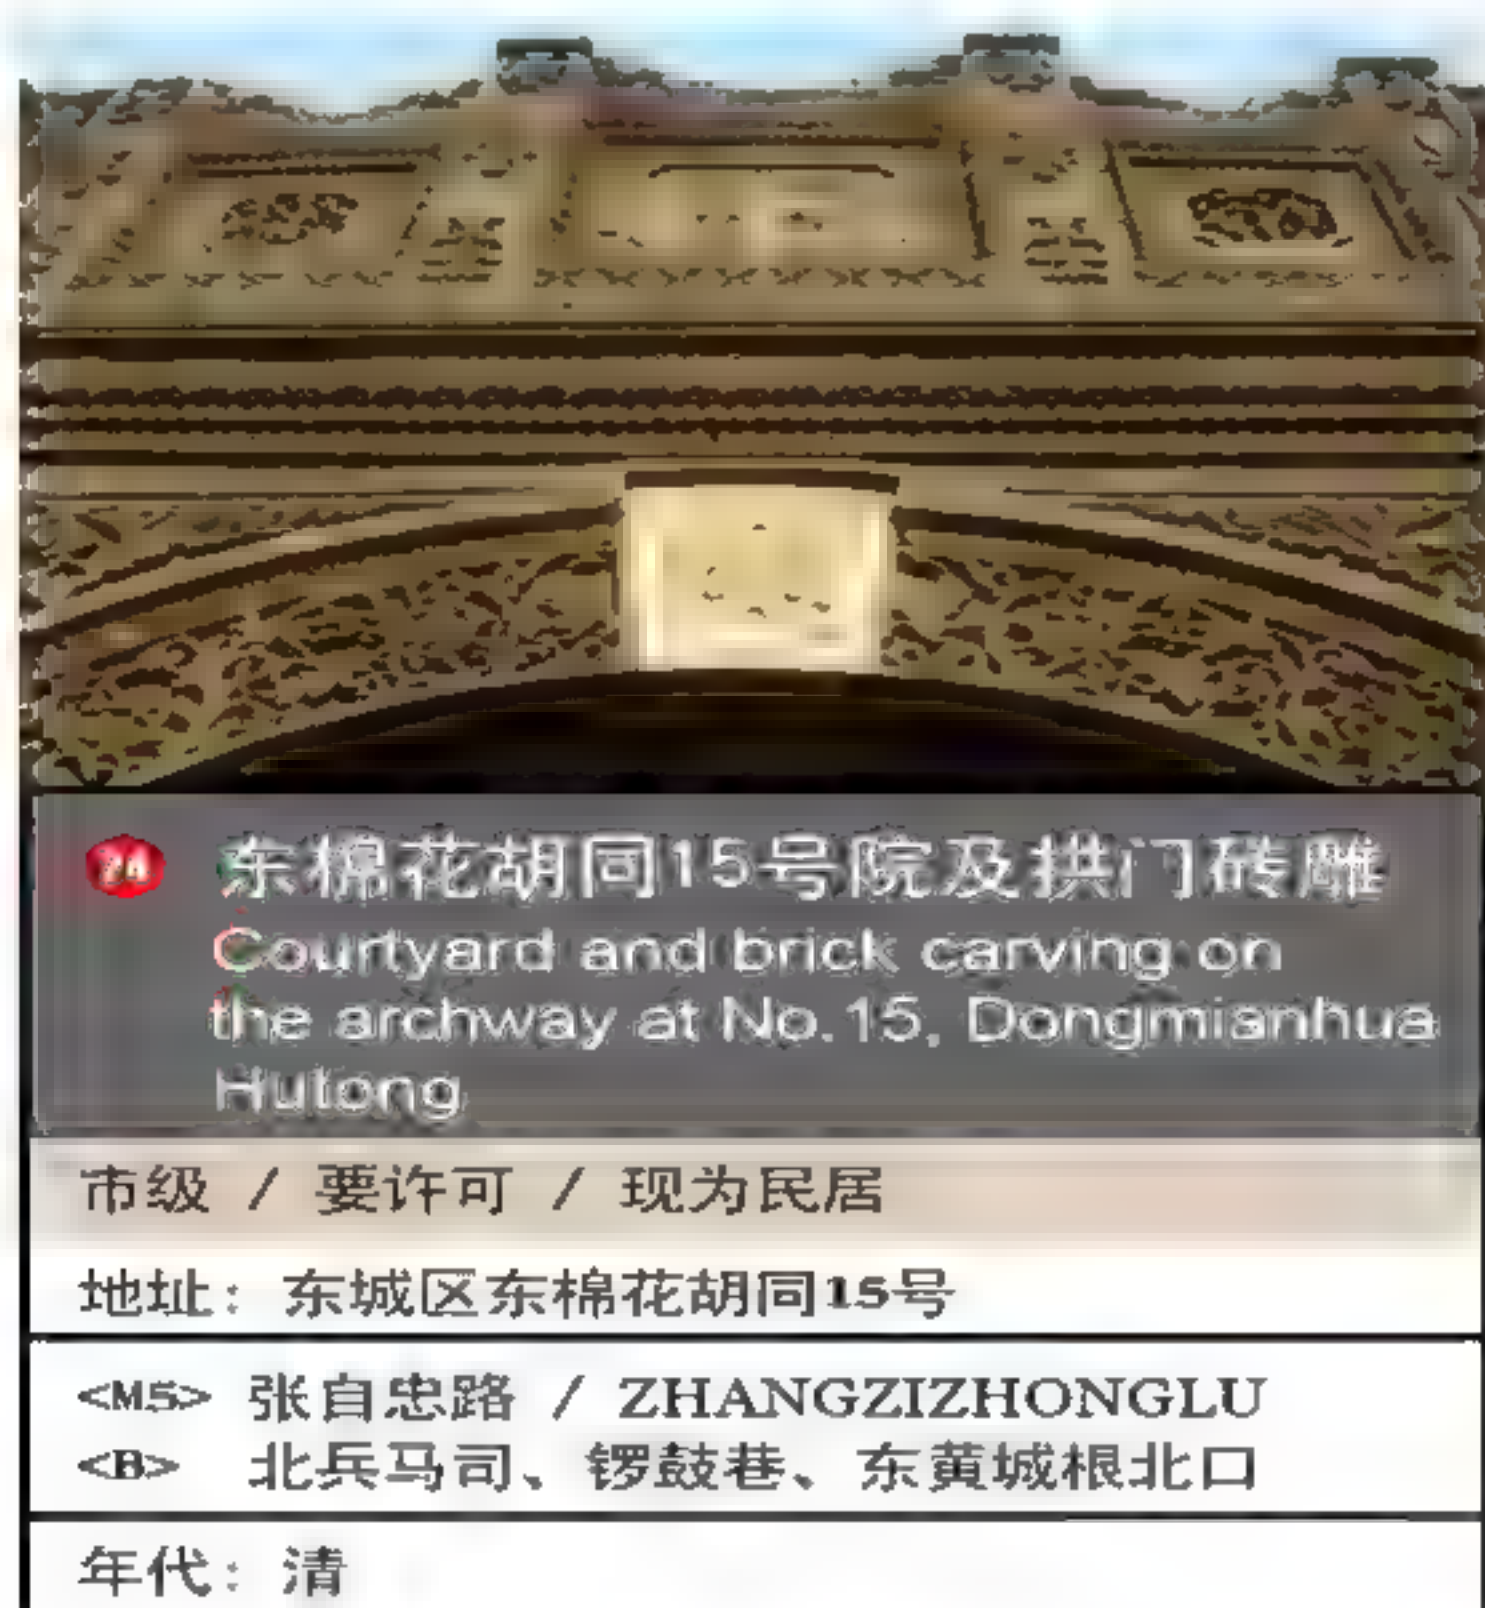 东棉花胡同15号院及拱门砖雕
Courtyard and brick carving on
the archway at No.15, Dongmianhua
Hutong
市级 / 要许可 / 现为民居
地址：东城区东棉花胡同15号
<M5> 张自忠路 / ZHANGZIZHONGLU
<B> 北兵马司、锣鼓巷、东黄城根北口
年代：清